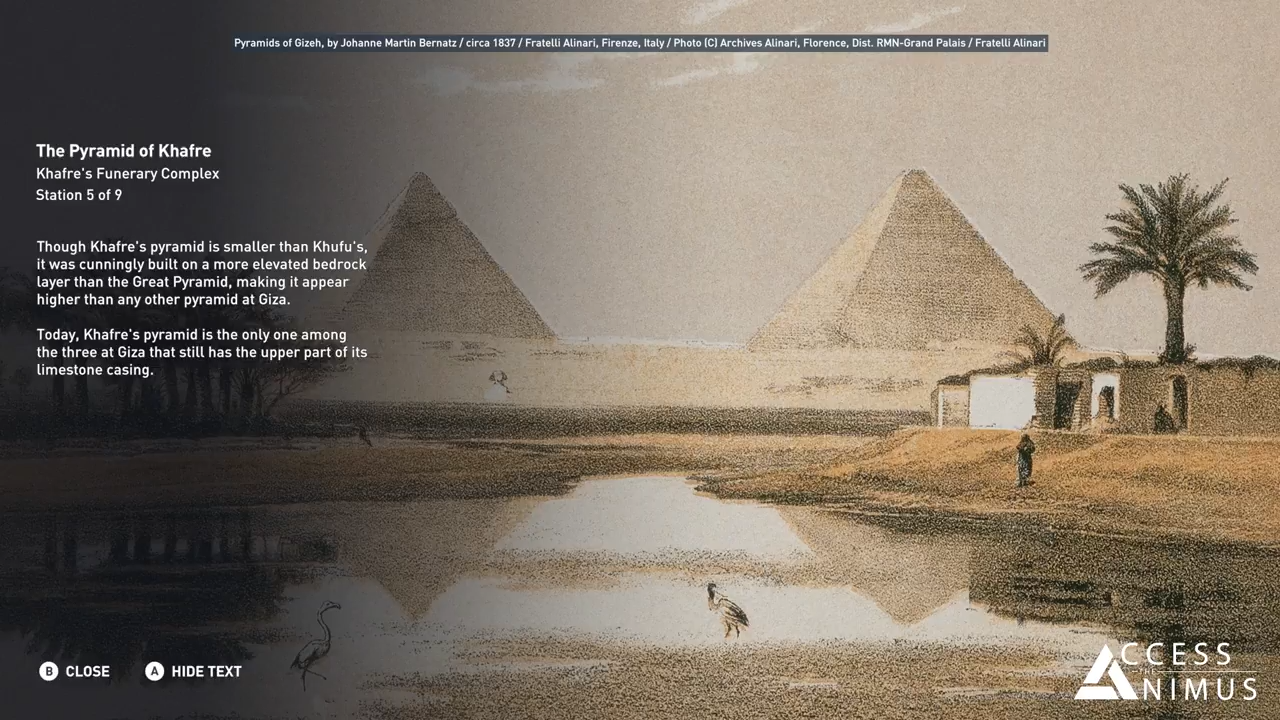 Pyramids of Gizeh, by Johanne Martin Bernatz / circa 1837 / Fratelli Alinari, Firenze, Italy / Photo (C) Archives Alinari, Florence, Dist. RMN-Grand Palais / Fratelli Alinari
The Pyramid of Khafre
Khafre's Funerary Complex
Station 5 of 9
Though Khafre's pyramid is smaller than Khufu's,
it was cunningly built on a more elevated bedrock
layer than the Great Pyramid, making it appear
higher than any other pyramid at Giza.
Today, Khafre's pyramid is the only one among
the three at Giza that still has the upper part of its
limestone casing.
B CLOSE A HIDE TEXT
ACCESS
ANIMUS